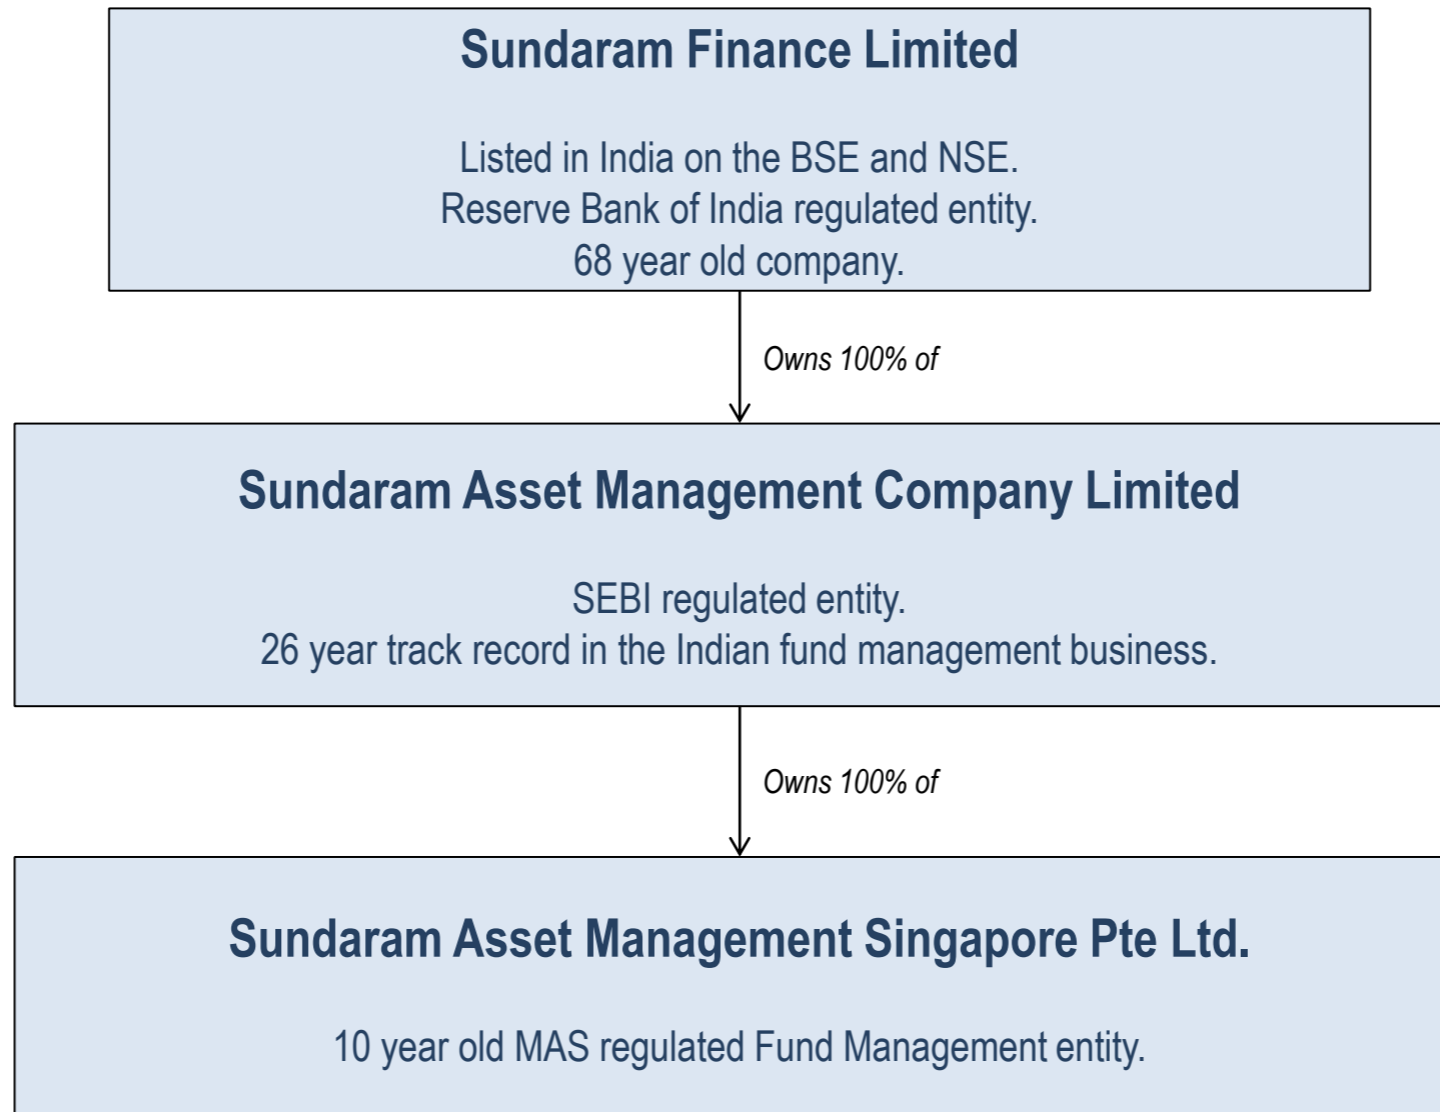 Sundaram Finance Limited
Listed in India on the BSE and NSE.
Reserve Bank of India regulated entity.
68 year old company.
Owns 100% of
Sundaram Asset Management Company Limited
SEBI regulated entity.
26 year track record in the Indian fund management business.
Owns 100% of
Sundaram Asset Management Singapore Pte Ltd.
10 year old MAS regulated Fund Management entity.